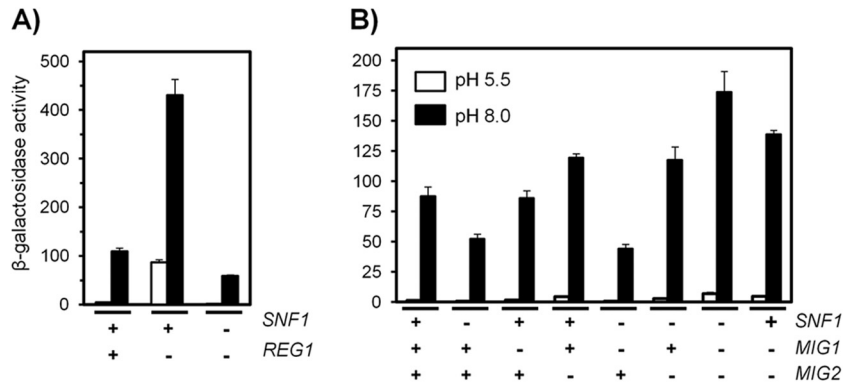 A)
β-galactosidase activity
500
400
300
200
100
0
+ + - SNF1
+ - - REG1
B)
200
175
150
125
100
75
50
25
0
pH 5.5
pH 8.0
+ - + + - - - + SNF1
+ + - + - + - - MIG1
+ + + - + - - - MIG2